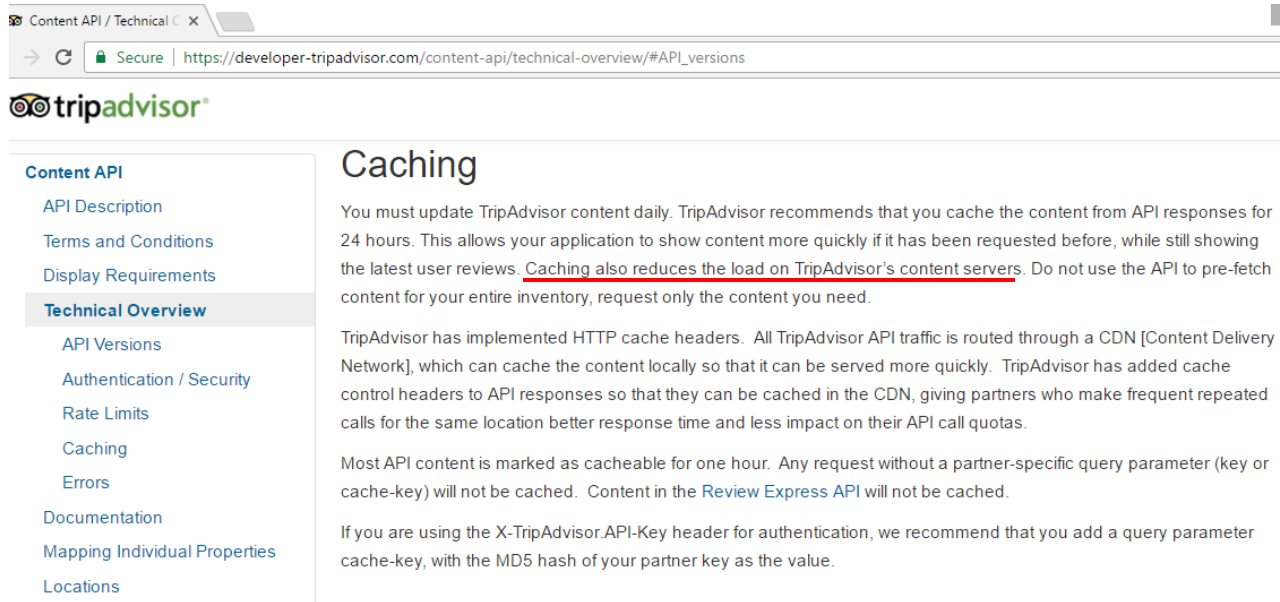 Content API / Technical C
Secure | https://developer-tripadvisor.com/content-api/technical-overview/#API_versions
tripadvisor®
Content API
API Description
Terms and Conditions
Display Requirements
Technical Overview
API Versions
Authentication / Security
Rate Limits
Caching
Errors
Documentation
Mapping Individual Properties
Locations
Caching
You must update TripAdvisor content daily. TripAdvisor recommends that you cache the content from API responses for
24 hours. This allows your application to show content more quickly if it has been requested before, while still showing
the latest user reviews. Caching also reduces the load on TripAdvisor's content servers. Do not use the API to pre-fetch
content for your entire inventory, request only the content you need.
TripAdvisor has implemented HTTP cache headers.  All TripAdvisor API traffic is routed through a CDN [Content Delivery
Network], which can cache the content locally so that it can be served more quickly.  TripAdvisor has added cache
control headers to API responses so that they can be cached in the CDN, giving partners who make frequent repeated
calls for the same location better response time and less impact on their API call quotas.
Most API content is marked as cacheable for one hour.  Any request without a partner-specific query parameter (key or
cache-key) will not be cached.  Content in the Review Express API will not be cached.
If you are using the X-TripAdvisor.API-Key header for authentication, we recommend that you add a query parameter
cache-key, with the MD5 hash of your partner key as the value.